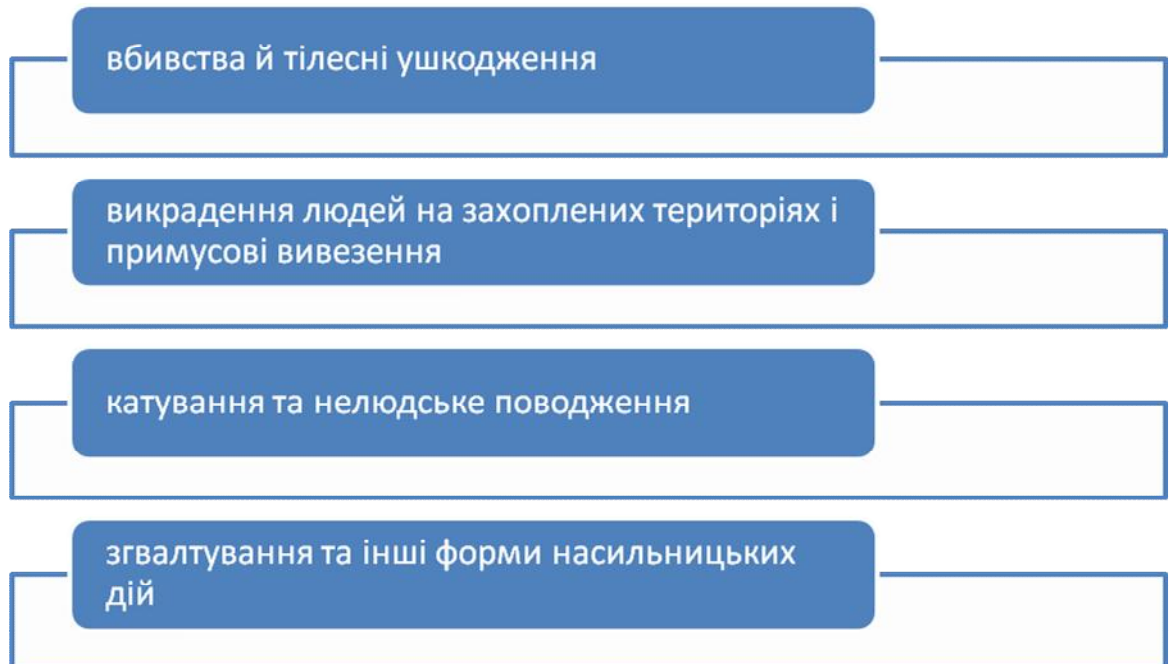 вбивства й тілесні ушкодження
викрадення людей на захоплених територіях і
примусові вивезення
катування та нелюдське поводження
згвалтування та інші форми насильницьких
дій